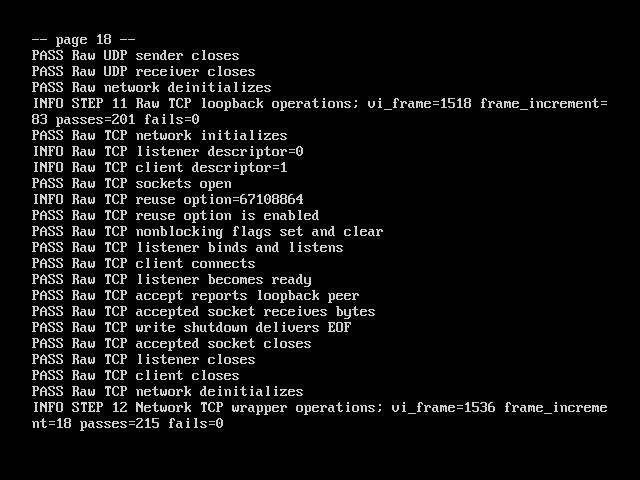 -- page 18 --
PASS Raw UDP sender closes
PASS Raw UDP receiver closes
PASS Raw network deinitializes
INFO STEP 11 Raw TCP loopback operations; vi_frame=1518 frame_increment=
83 passes=201 fails=0
PASS Raw TCP network initializes
INFO Raw TCP listener descriptor=0
INFO Raw TCP client descriptor=1
PASS Raw TCP sockets open
INFO Raw TCP reuse option=67108864
PASS Raw TCP reuse option is enabled
PASS Raw TCP nonblocking flags set and clear
PASS Raw TCP listener binds and listens
PASS Raw TCP client connects
PASS Raw TCP listener becomes ready
PASS Raw TCP accept reports loopback peer
PASS Raw TCP accepted socket receives bytes
PASS Raw TCP write shutdown delivers EOF
PASS Raw TCP accepted socket closes
PASS Raw TCP listener closes
PASS Raw TCP client closes
PASS Raw TCP network deinitializes
INFO STEP 12 Network TCP wrapper operations; vi_frame=1536 frame_increme
nt=18 passes=215 fails=0